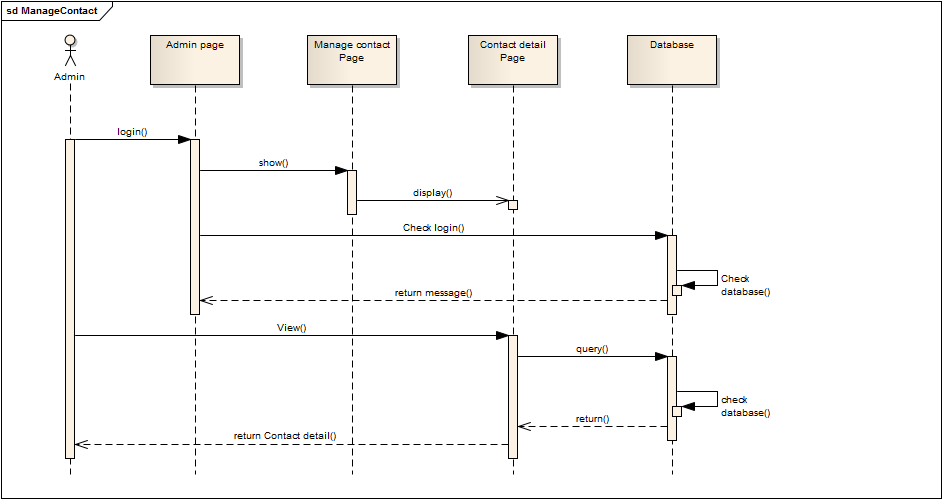 sd ManageContact
Admin
Admin page
Manage contact
Page
Contact detail
Page
Database
login()
show()
display()
Check login()
Check
database()
return message()
View()
query()
check
database()
return()
return Contact detail()